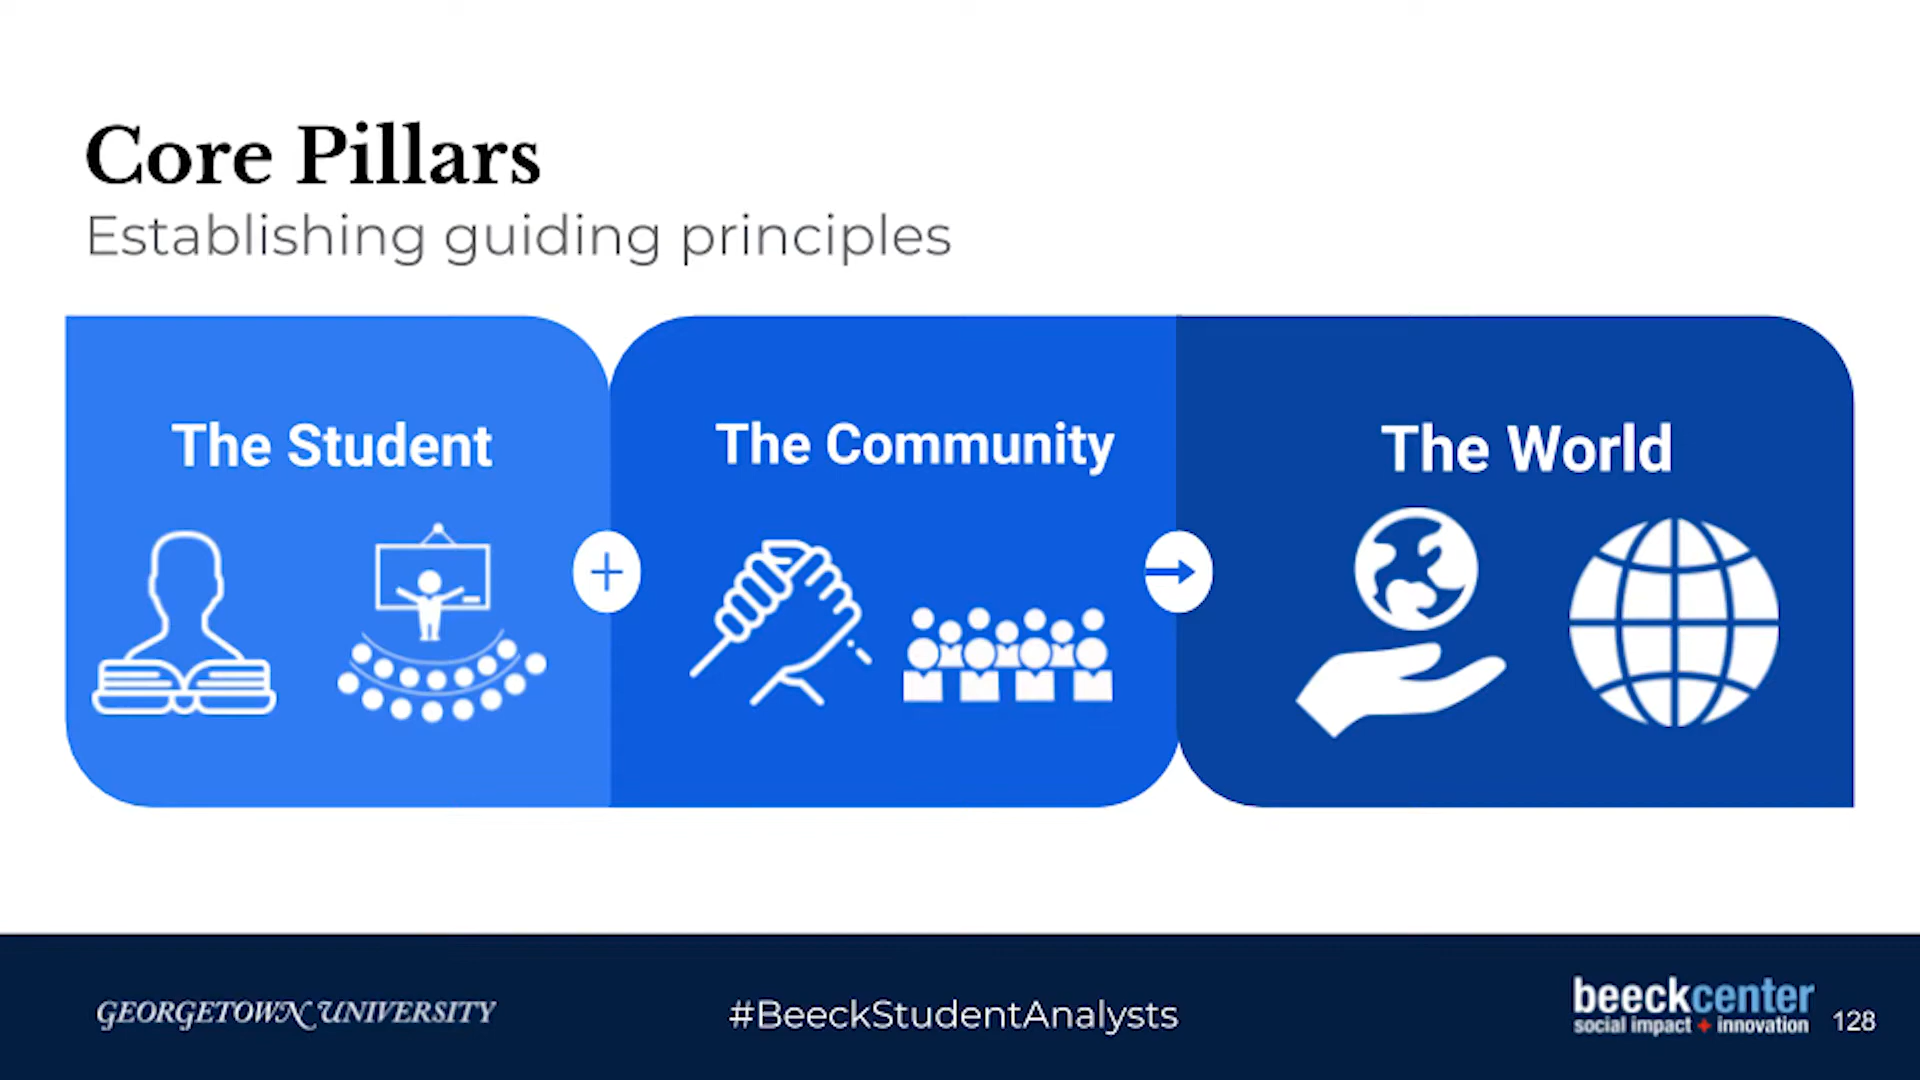 Core Pillars
Establishing guiding principles
The Student
The Community
The World
GEORGETOWN UNIVERSITY
#BeeckStudentAnalysts
beeckcenter
social impact + innovation
128